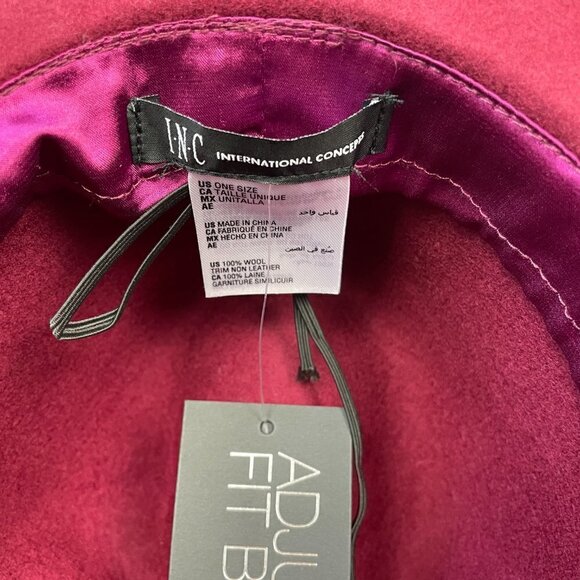 I·N·C INTERNATIONAL CONCEPTS
US ONE SIZE
CA TAILLE UNIQUE
MX UNITALLA
AE قياس واحد
US MADE IN CHINA
CA FABRIQUÉ EN CHINE
MX HECHO EN CHINA
AE صنع في الصين
US 100% WOOL
TRIM NON LEATHER
CA 100% LAINE
GARNITURE SIMILICUIR
ADJU
FIT B